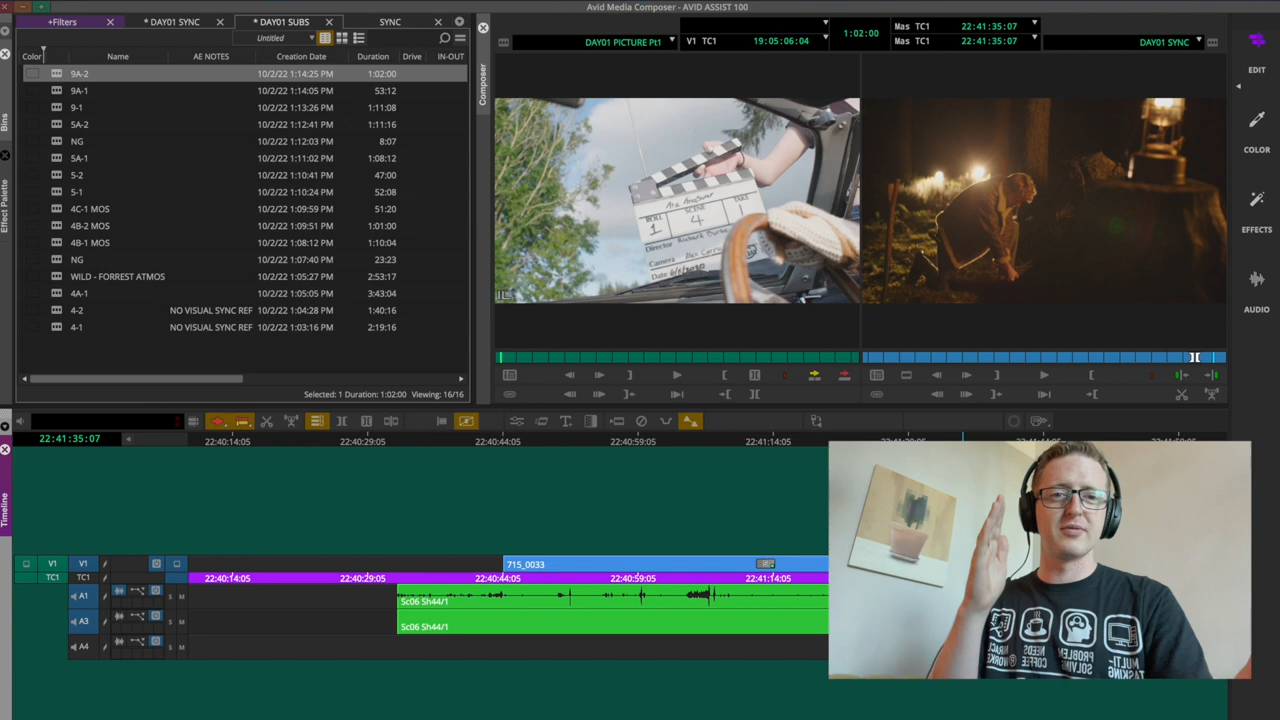 Avid Media Composer - AVID ASSIST 100
+Filters
* DAY01 SYNC
* DAY01 SUBS
SYNC
Untitled
Color Name AE NOTES Creation Date Duration Drive IN-OUT
9A-2 10/2/22 1:14:25 PM 1:02:00
9A-1 10/2/22 1:14:05 PM 53:12
9-1 10/2/22 1:13:26 PM 1:11:08
5A-2 10/2/22 1:12:41 PM 1:11:16
NG 10/2/22 1:12:03 PM 8:07
5A-1 10/2/22 1:11:02 PM 1:08:12
5-2 10/2/22 1:10:41 PM 47:00
5-1 10/2/22 1:10:24 PM 52:08
4C-1 MOS 10/2/22 1:09:59 PM 51:20
4B-2 MOS 10/2/22 1:09:51 PM 1:01:00
4B-1 MOS 10/2/22 1:08:12 PM 1:10:04
NG 10/2/22 1:07:40 PM 23:23
WILD - FORREST ATMOS 10/2/22 1:05:27 PM 2:53:17
4A-1 10/2/22 1:05:05 PM 3:43:04
4-2 NO VISUAL SYNC REF 10/2/22 1:04:28 PM 1:40:16
4-1 NO VISUAL SYNC REF 10/2/22 1:03:16 PM 2:19:16
Selected: 1 Duration: 1:02:00 Viewing: 16/16
Bins
Effect Palette
Composer
DAY01 PICTURE Pt1
V1 TC1 19:05:06:04
1:02:00
Mas TC1 22:41:35:07
Mas TC1 22:41:35:07
DAY01 SYNC
ROLL
1
SCENE
4
TAKE
1
Director
Camera
Date
EDIT
COLOR
EFFECTS
AUDIO
Timeline
22:41:35:07
22:40:14:05 22:40:29:05 22:40:44:05 22:40:59:05 22:41:14:05
V1 V1 715_0033
TC1 TC1 22:40:14:05 22:40:29:05 22:40:44:05 22:40:59:05 22:41:14:05
A1 S M Sc06 Sh44/1
A3 S M Sc06 Sh44/1
A4 S M
NEEDS
COFFEE
PROBLEM
SOLVING
MULTI-
TASKING